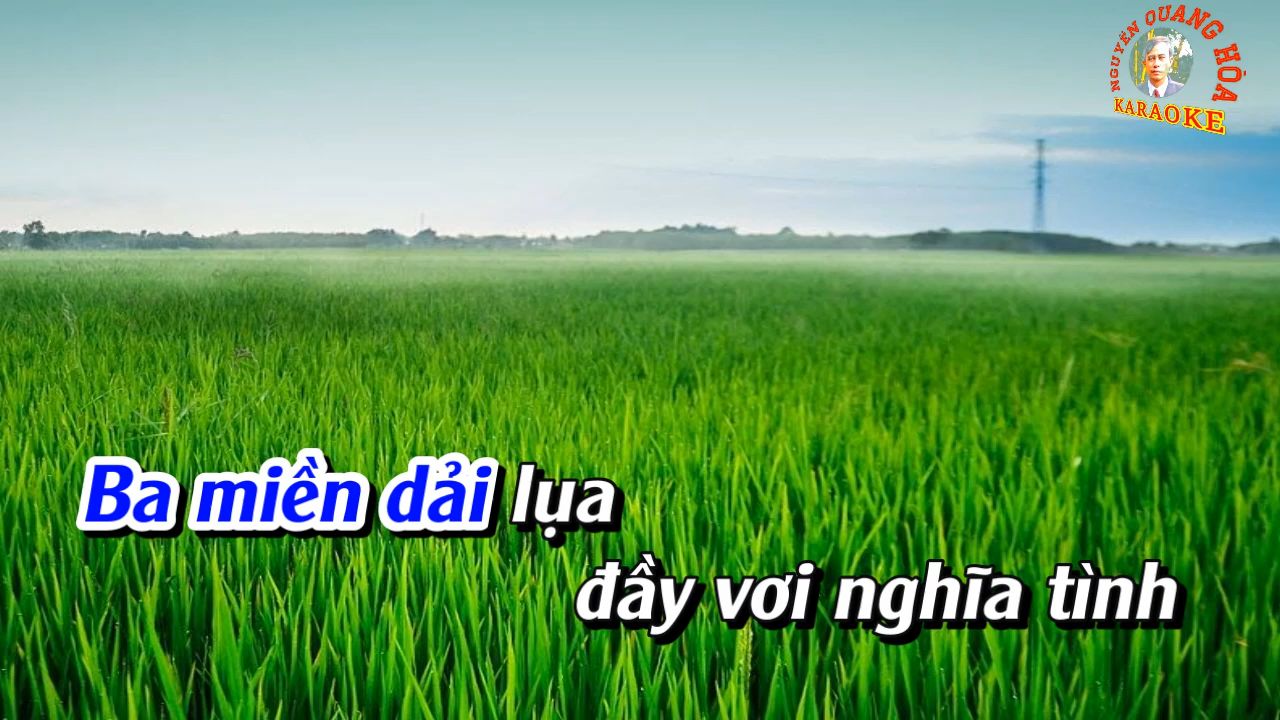 NGUYỄN QUANG HÒA
KARAOKE
Ba miền dải lụa
đầy vơi nghĩa tình